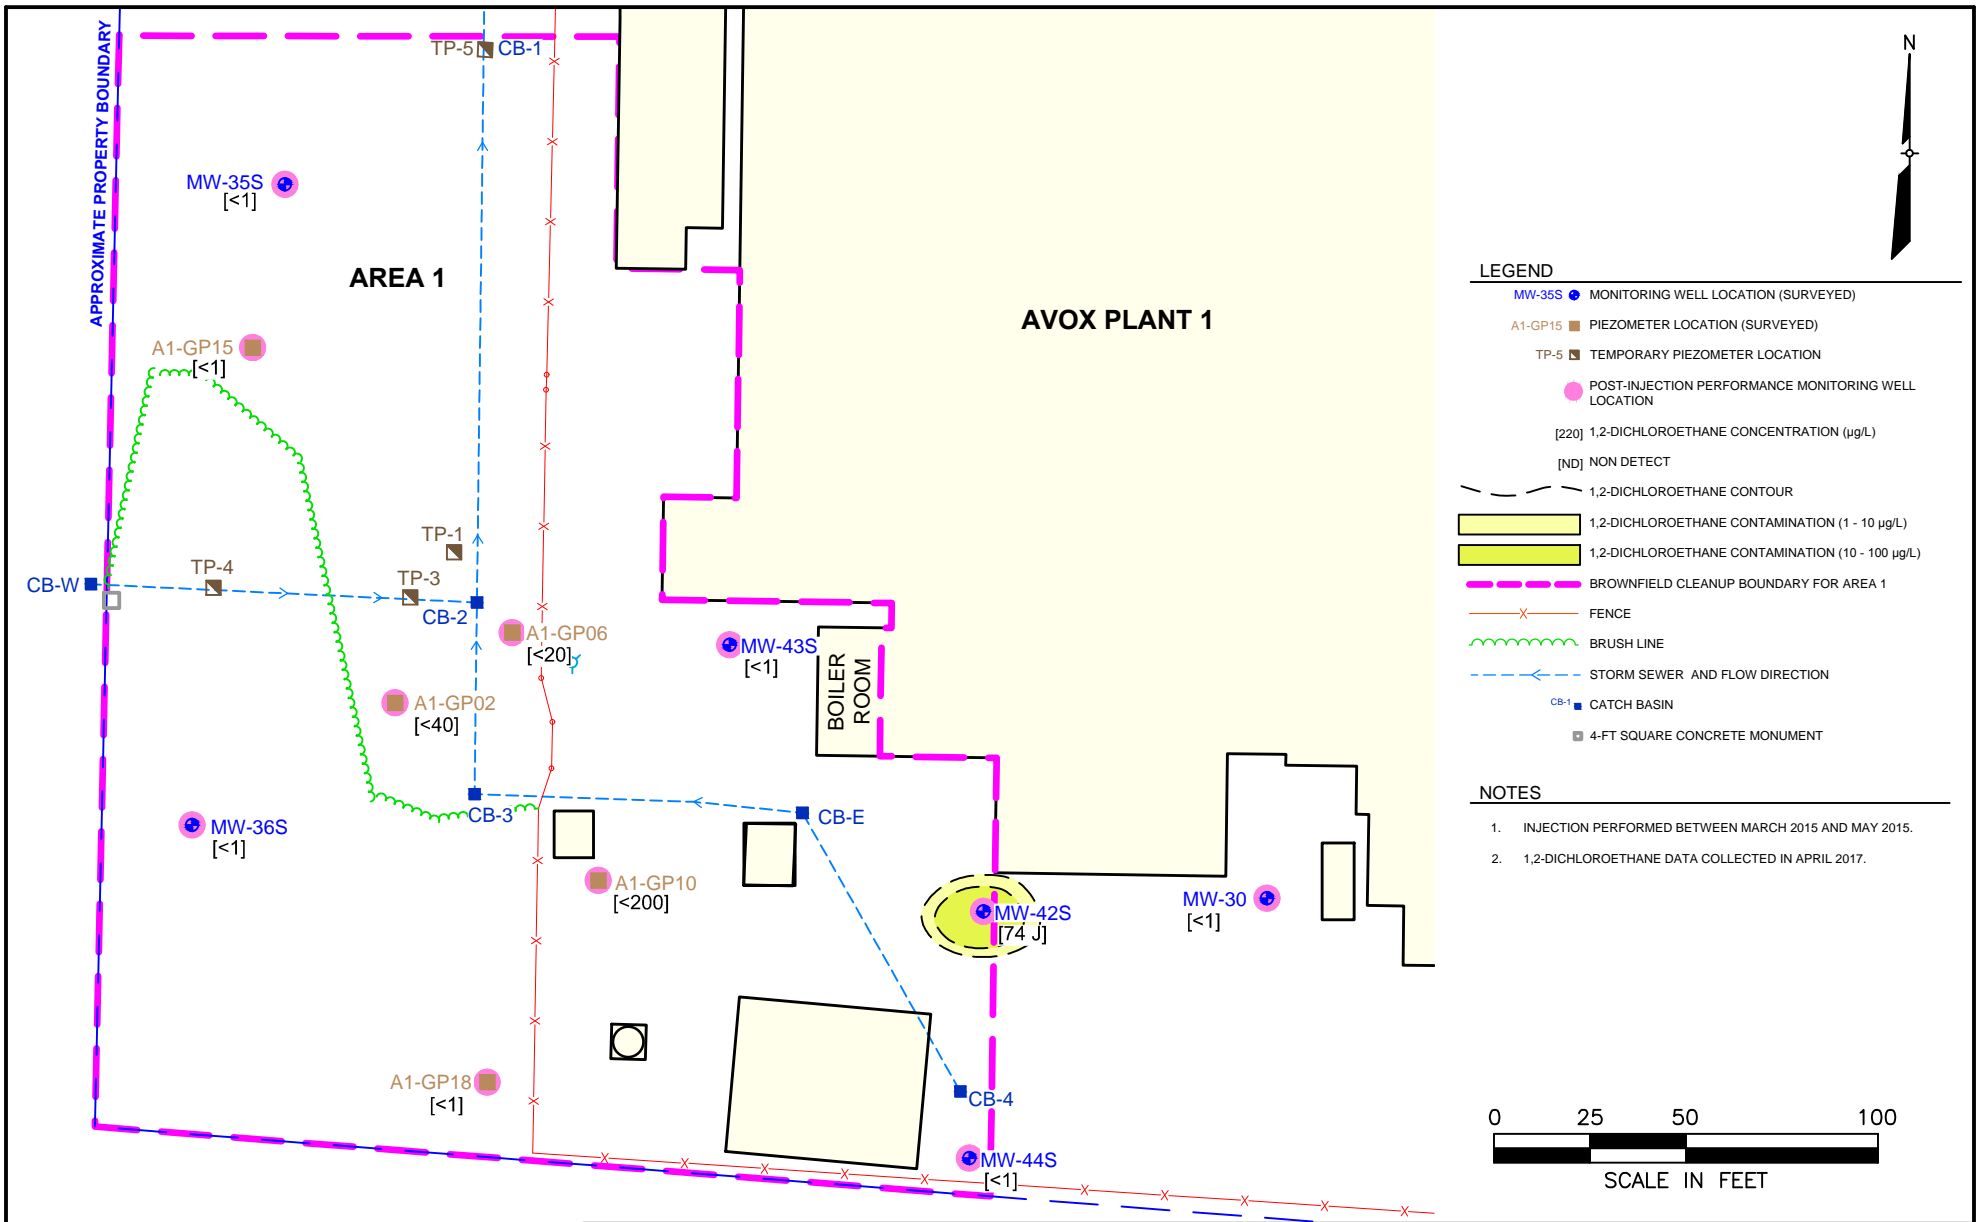 APPROXIMATE PROPERTY BOUNDARY
TP-5
CB-1
MW-35S
[<1]
AREA 1
AVOX PLANT 1
A1-GP15
[<1]
TP-1
TP-4
TP-3
CB-W
CB-2
A1-GP06
[<20]
MW-43S
[<1]
BOILER
ROOM
A1-GP02
[<40]
CB-3
CB-E
MW-36S
[<1]
A1-GP10
[<200]
MW-42S
[74 J]
MW-30
[<1]
A1-GP18
[<1]
CB-4
MW-44S
[<1]
N
LEGEND
MW-35S MONITORING WELL LOCATION (SURVEYED)
A1-GP15 PIEZOMETER LOCATION (SURVEYED)
TP-5 TEMPORARY PIEZOMETER LOCATION
POST-INJECTION PERFORMANCE MONITORING WELL
LOCATION
[220] 1,2-DICHLOROETHANE CONCENTRATION (µg/L)
[ND] NON DETECT
1,2-DICHLOROETHANE CONTOUR
1,2-DICHLOROETHANE CONTAMINATION (1 - 10 µg/L)
1,2-DICHLOROETHANE CONTAMINATION (10 - 100 µg/L)
BROWNFIELD CLEANUP BOUNDARY FOR AREA 1
FENCE
BRUSH LINE
STORM SEWER AND FLOW DIRECTION
CB-1 CATCH BASIN
4-FT SQUARE CONCRETE MONUMENT
NOTES
1. INJECTION PERFORMED BETWEEN MARCH 2015 AND MAY 2015.
2. 1,2-DICHLOROETHANE DATA COLLECTED IN APRIL 2017.
0 25 50 100
SCALE IN FEET